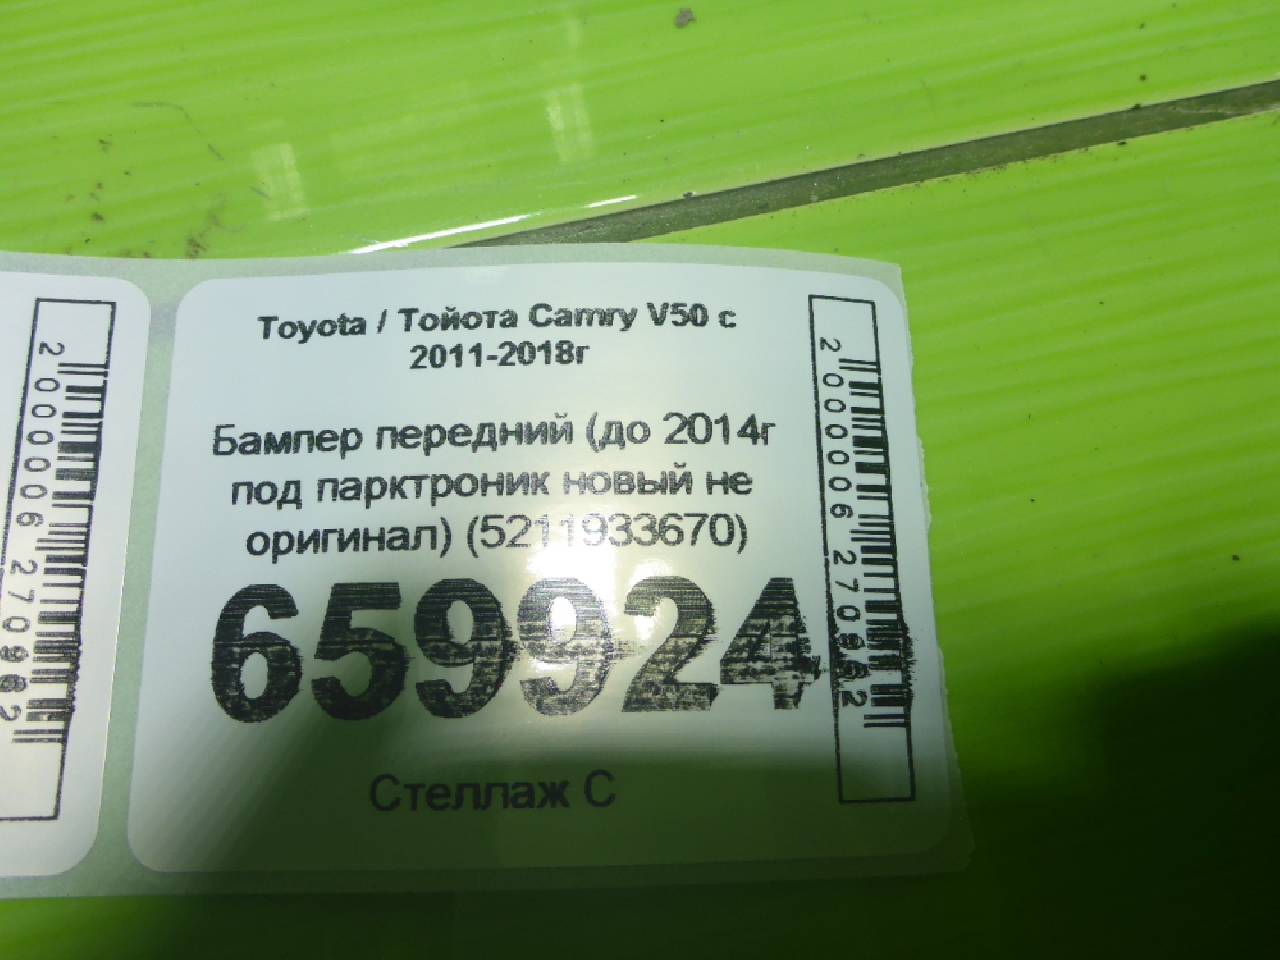 Toyota / Тойота Camry V50 с
2011-2018г
Бампер передний (до 2014г
под парктроник новый не
оригинал) (5211933670)
659924
Стеллаж С
2000006270962
2000006270962